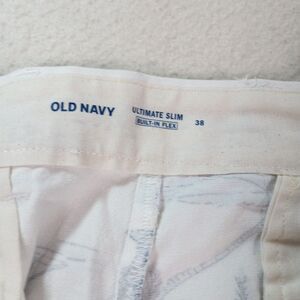 OLD NAVY
ULTIMATE SLIM
BUILT-IN FLEX
38